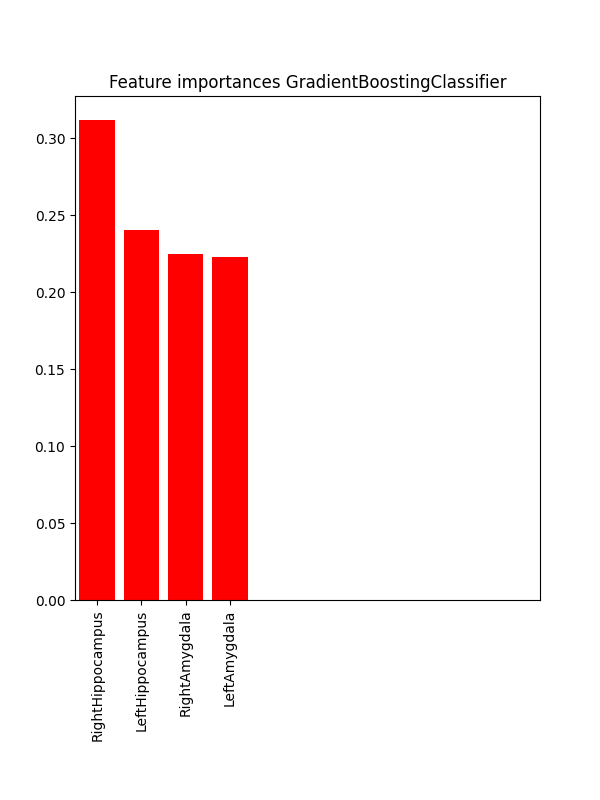 Feature importances GradientBoostingClassifier
0.30
0.25
0.20
0.15
0.10
0.05
0.00
RightHippocampus
LeftHippocampus
RightAmygdala
LeftAmygdala